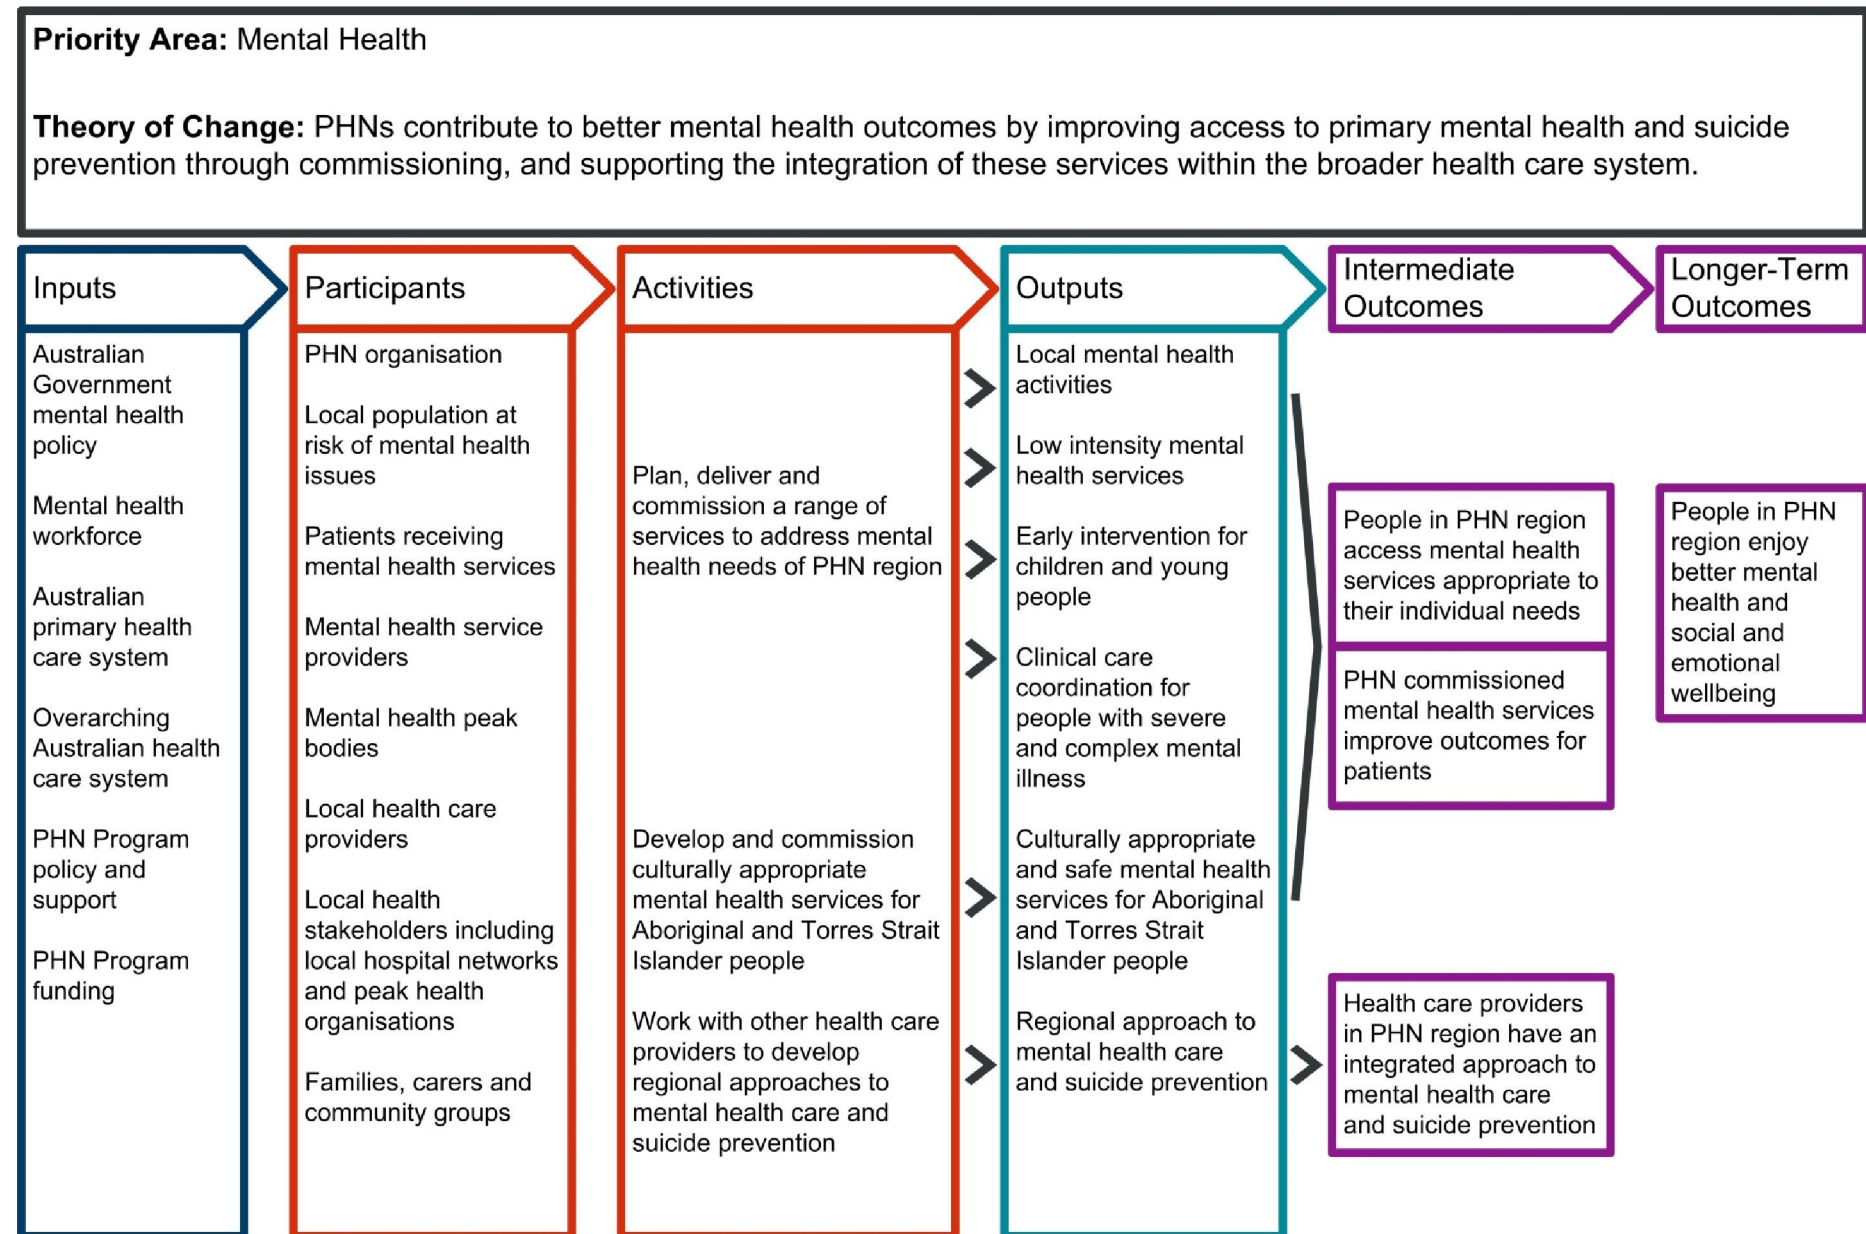 Priority Area: Mental Health
Theory of Change: PHNs contribute to better mental health outcomes by improving access to primary mental health and suicide
prevention through commissioning, and supporting the integration of these services within the broader health care system.
Inputs
Australian
Government
mental health
policy
Mental health
workforce
Australian
primary health
care system
Overarching
Australian health
care system
PHN Program
policy and
support
PHN Program
funding
Participants
PHN organisation
Local population at
risk of mental health
issues
Patients receiving
mental health services
Mental health service
providers
Mental health peak
bodies
Local health care
providers
Local health
stakeholders including
local hospital networks
and peak health
organisations
Families, carers and
community groups
Activities
Plan, deliver and
commission a range of
services to address mental
health needs of PHN region
Develop and commission
culturally appropriate
mental health services for
Aboriginal and Torres Strait
Islander people
Work with other health care
providers to develop
regional approaches to
mental health care and
suicide prevention
Outputs
Local mental health
activities
Low intensity mental
health services
Early intervention for
children and young
people
Clinical care
coordination for
people with severe
and complex mental
illness
Culturally appropriate
and safe mental health
services for Aboriginal
and Torres Strait
Islander people
Regional approach to
mental health care
and suicide prevention
Intermediate
Outcomes
People in PHN region
access mental health
services appropriate to
their individual needs
PHN commissioned
mental health services
improve outcomes for
patients
Health care providers
in PHN region have an
integrated approach to
mental health care
and suicide prevention
Longer-Term
Outcomes
People in PHN
region enjoy
better mental
health and
social and
emotional
wellbeing